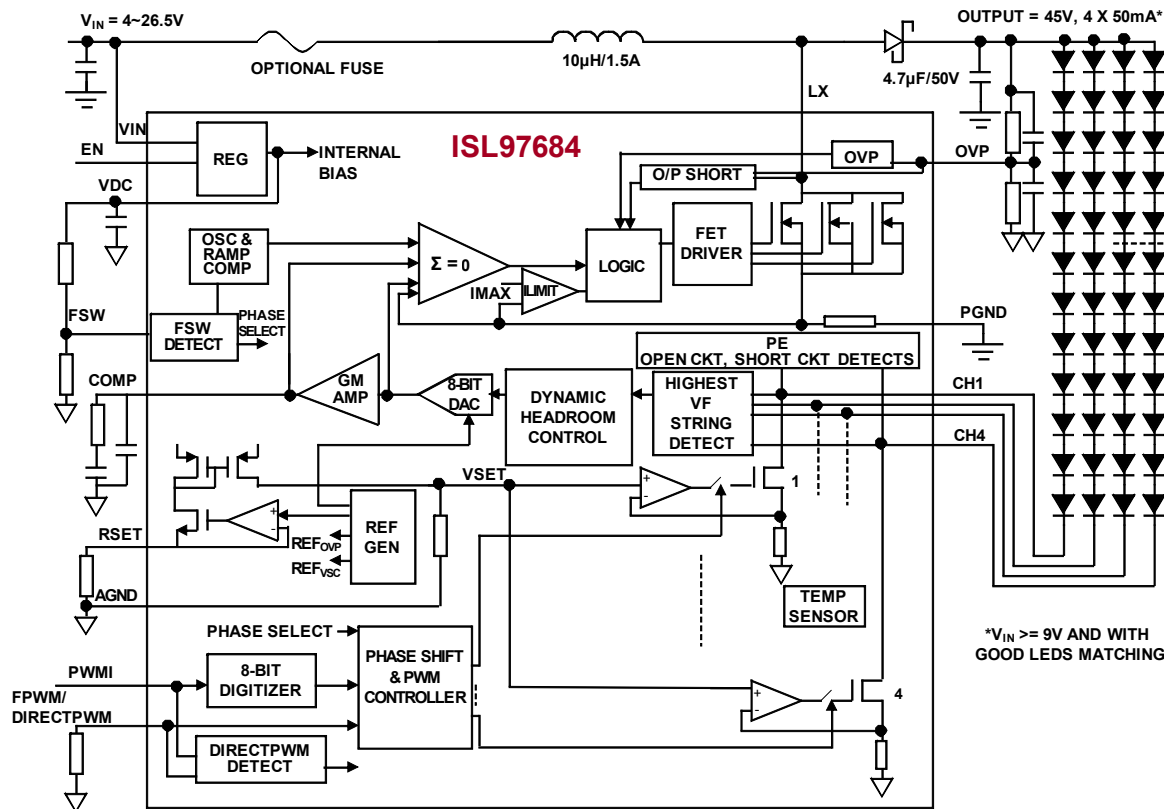 V_IN = 4~26.5V
OUTPUT = 45V, 4 X 50mA*
OPTIONAL FUSE
10µH/1.5A
4.7µF/50V
LX
VIN
ISL97684
EN
REG
INTERNAL
BIAS
OVP
OVP
O/P SHORT
VDC
OSC &
RAMP
COMP
Σ = 0
LOGIC
FET
DRIVER
IMAX
ILIMIT
FSW
FSW
DETECT
PHASE
SELECT
PGND
PE
OPEN CKT, SHORT CKT DETECTS
COMP
GM
AMP
8-BIT
DAC
DYNAMIC
HEADROOM
CONTROL
HIGHEST
VF
STRING
DETECT
CH1
CH4
VSET
+
-
1
RSET
+
-
REF
GEN
REF_OVP
REF_VSC
AGND
TEMP
SENSOR
PHASE SELECT
PHASE SHIFT
& PWM
CONTROLLER
*V_IN >= 9V AND WITH
GOOD LEDS MATCHING
PWMI
8-BIT
DIGITIZER
+
-
4
FPWM/
DIRECTPWM
DIRECTPWM
DETECT